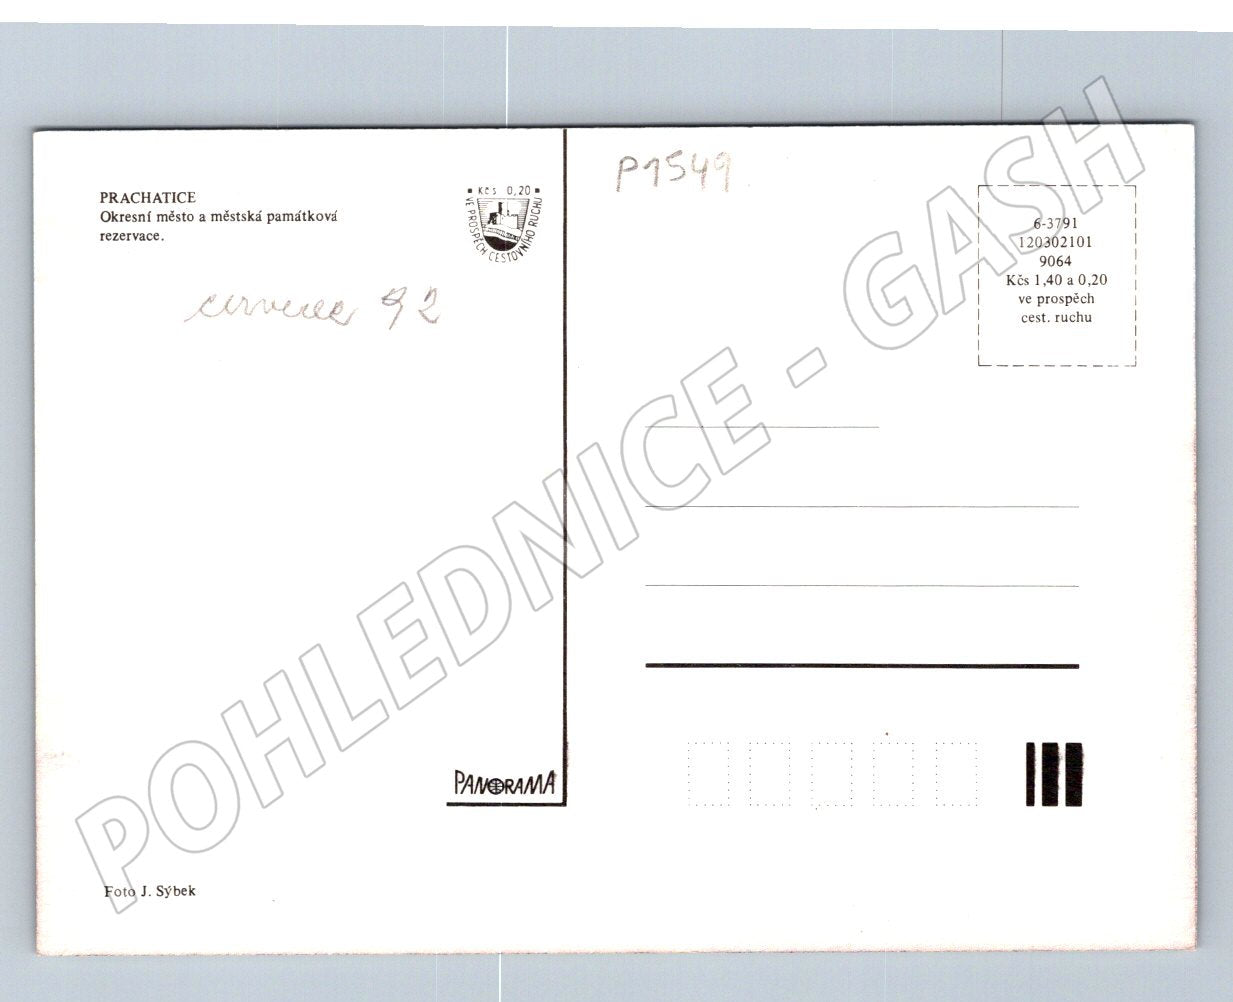 PRACHATICE
Okresní město a městská památková
rezervace.
Kčs 0,20
VE PROSPĚCH CESTOVNÍHO RUCHU
P1549
6-3791
120302101
9064
Kčs 1,40 a 0,20
ve prospěch
cest. ruchu
červenec 92
POHLEDNICE - GASH
PANORAMA
Foto J. Sýbek